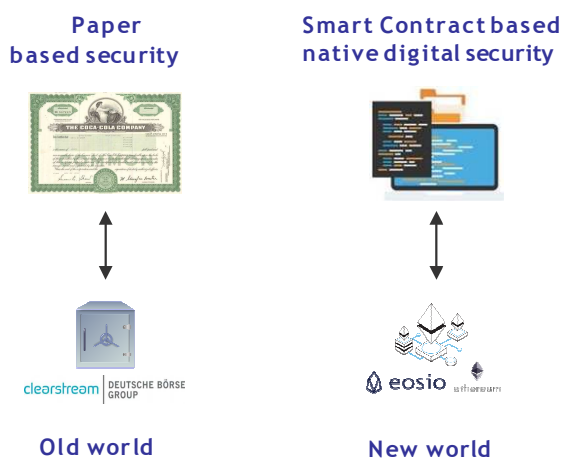 Paper
based security
Smart Contract based
native digital security
THE COCA-COLA COMPANY
COMMON
clearstream
DEUTSCHE BÖRSE
GROUP
eosio
ethereum
Old world
New world